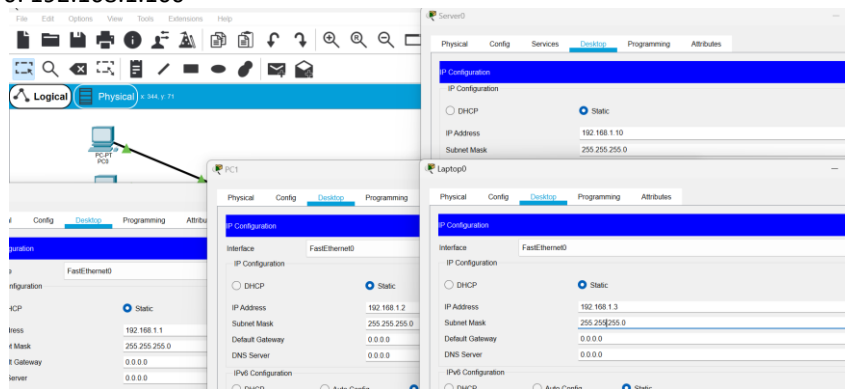 File Edit Options View Tools Extensions Help
Logical Physical x: 344, y: 71
PC-PT
PC0
Server0
Physical Config Services Desktop Programming Attributes
IP Configuration
IP Configuration
DHCP Static
IP Address 192.168.1.10
Subnet Mask 255.255.255.0
Config Desktop Programming
FastEthernet0
Static
192.168.1.1
t Mask 255.255.255.0
t Gateway 0.0.0.0
0.0.0.0
PC1
Physical Config Desktop Programming
IP Configuration
Interface FastEthernet0
IP Configuration
DHCP Static
IP Address 192.168.1.2
Subnet Mask 255.255.255.0
Default Gateway 0.0.0.0
DNS Server 0.0.0.0
IPv6 Configuration
Laptop0
Physical Config Desktop Programming Attributes
IP Configuration
Interface FastEthernet0
IP Configuration
DHCP Static
IP Address 192.168.1.3
Subnet Mask 255.255.255.0
Default Gateway 0.0.0.0
DNS Server 0.0.0.0
IPv6 Configuration
DHCP Auto Config Static